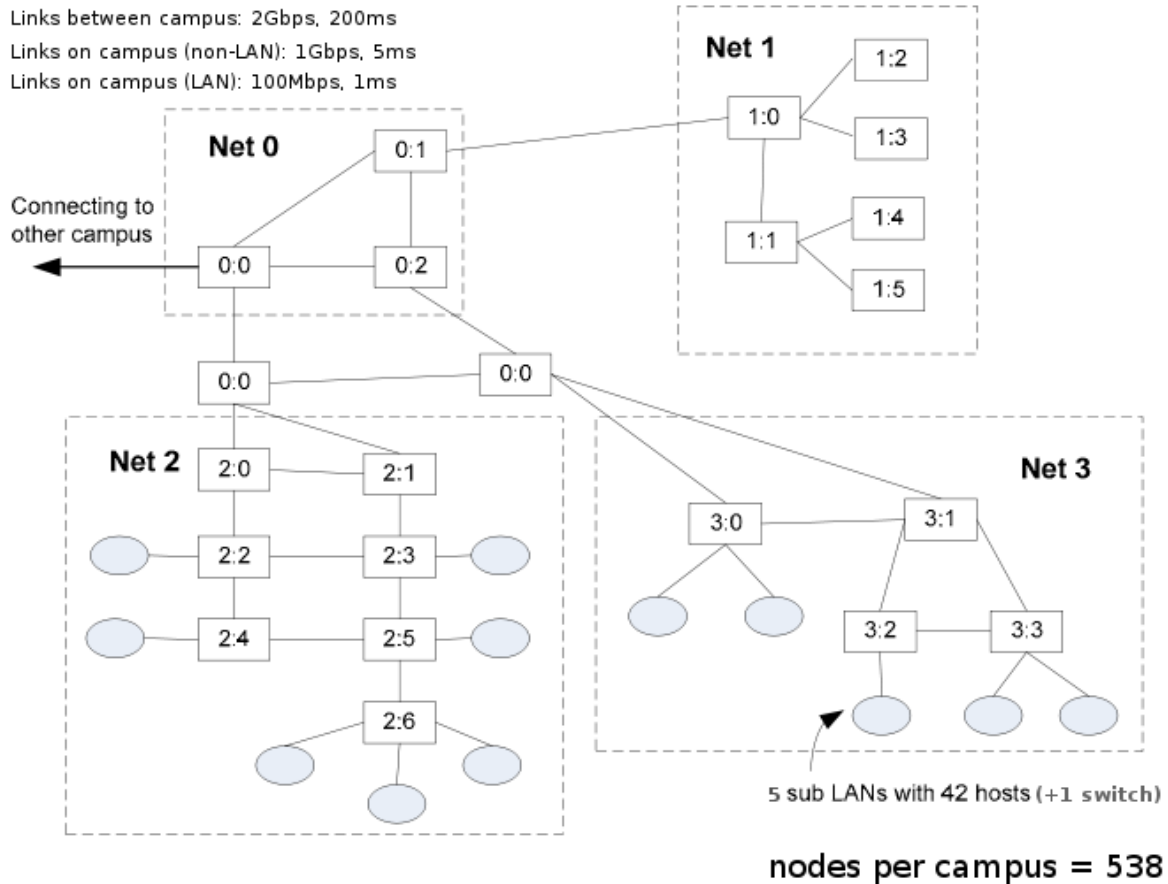 Links between campus: 2Gbps, 200ms
Links on campus (non-LAN): 1Gbps, 5ms
Links on campus (LAN): 100Mbps, 1ms
Net 0
0:1
Connecting to
other campus
0:0
0:2
Net 1
1:0
1:2
1:3
1:1
1:4
1:5
0:0
0:0
Net 2
2:0
2:1
2:2
2:3
2:4
2:5
2:6
Net 3
3:0
3:1
3:2
3:3
5 sub LANs with 42 hosts (+1 switch)
nodes per campus = 538